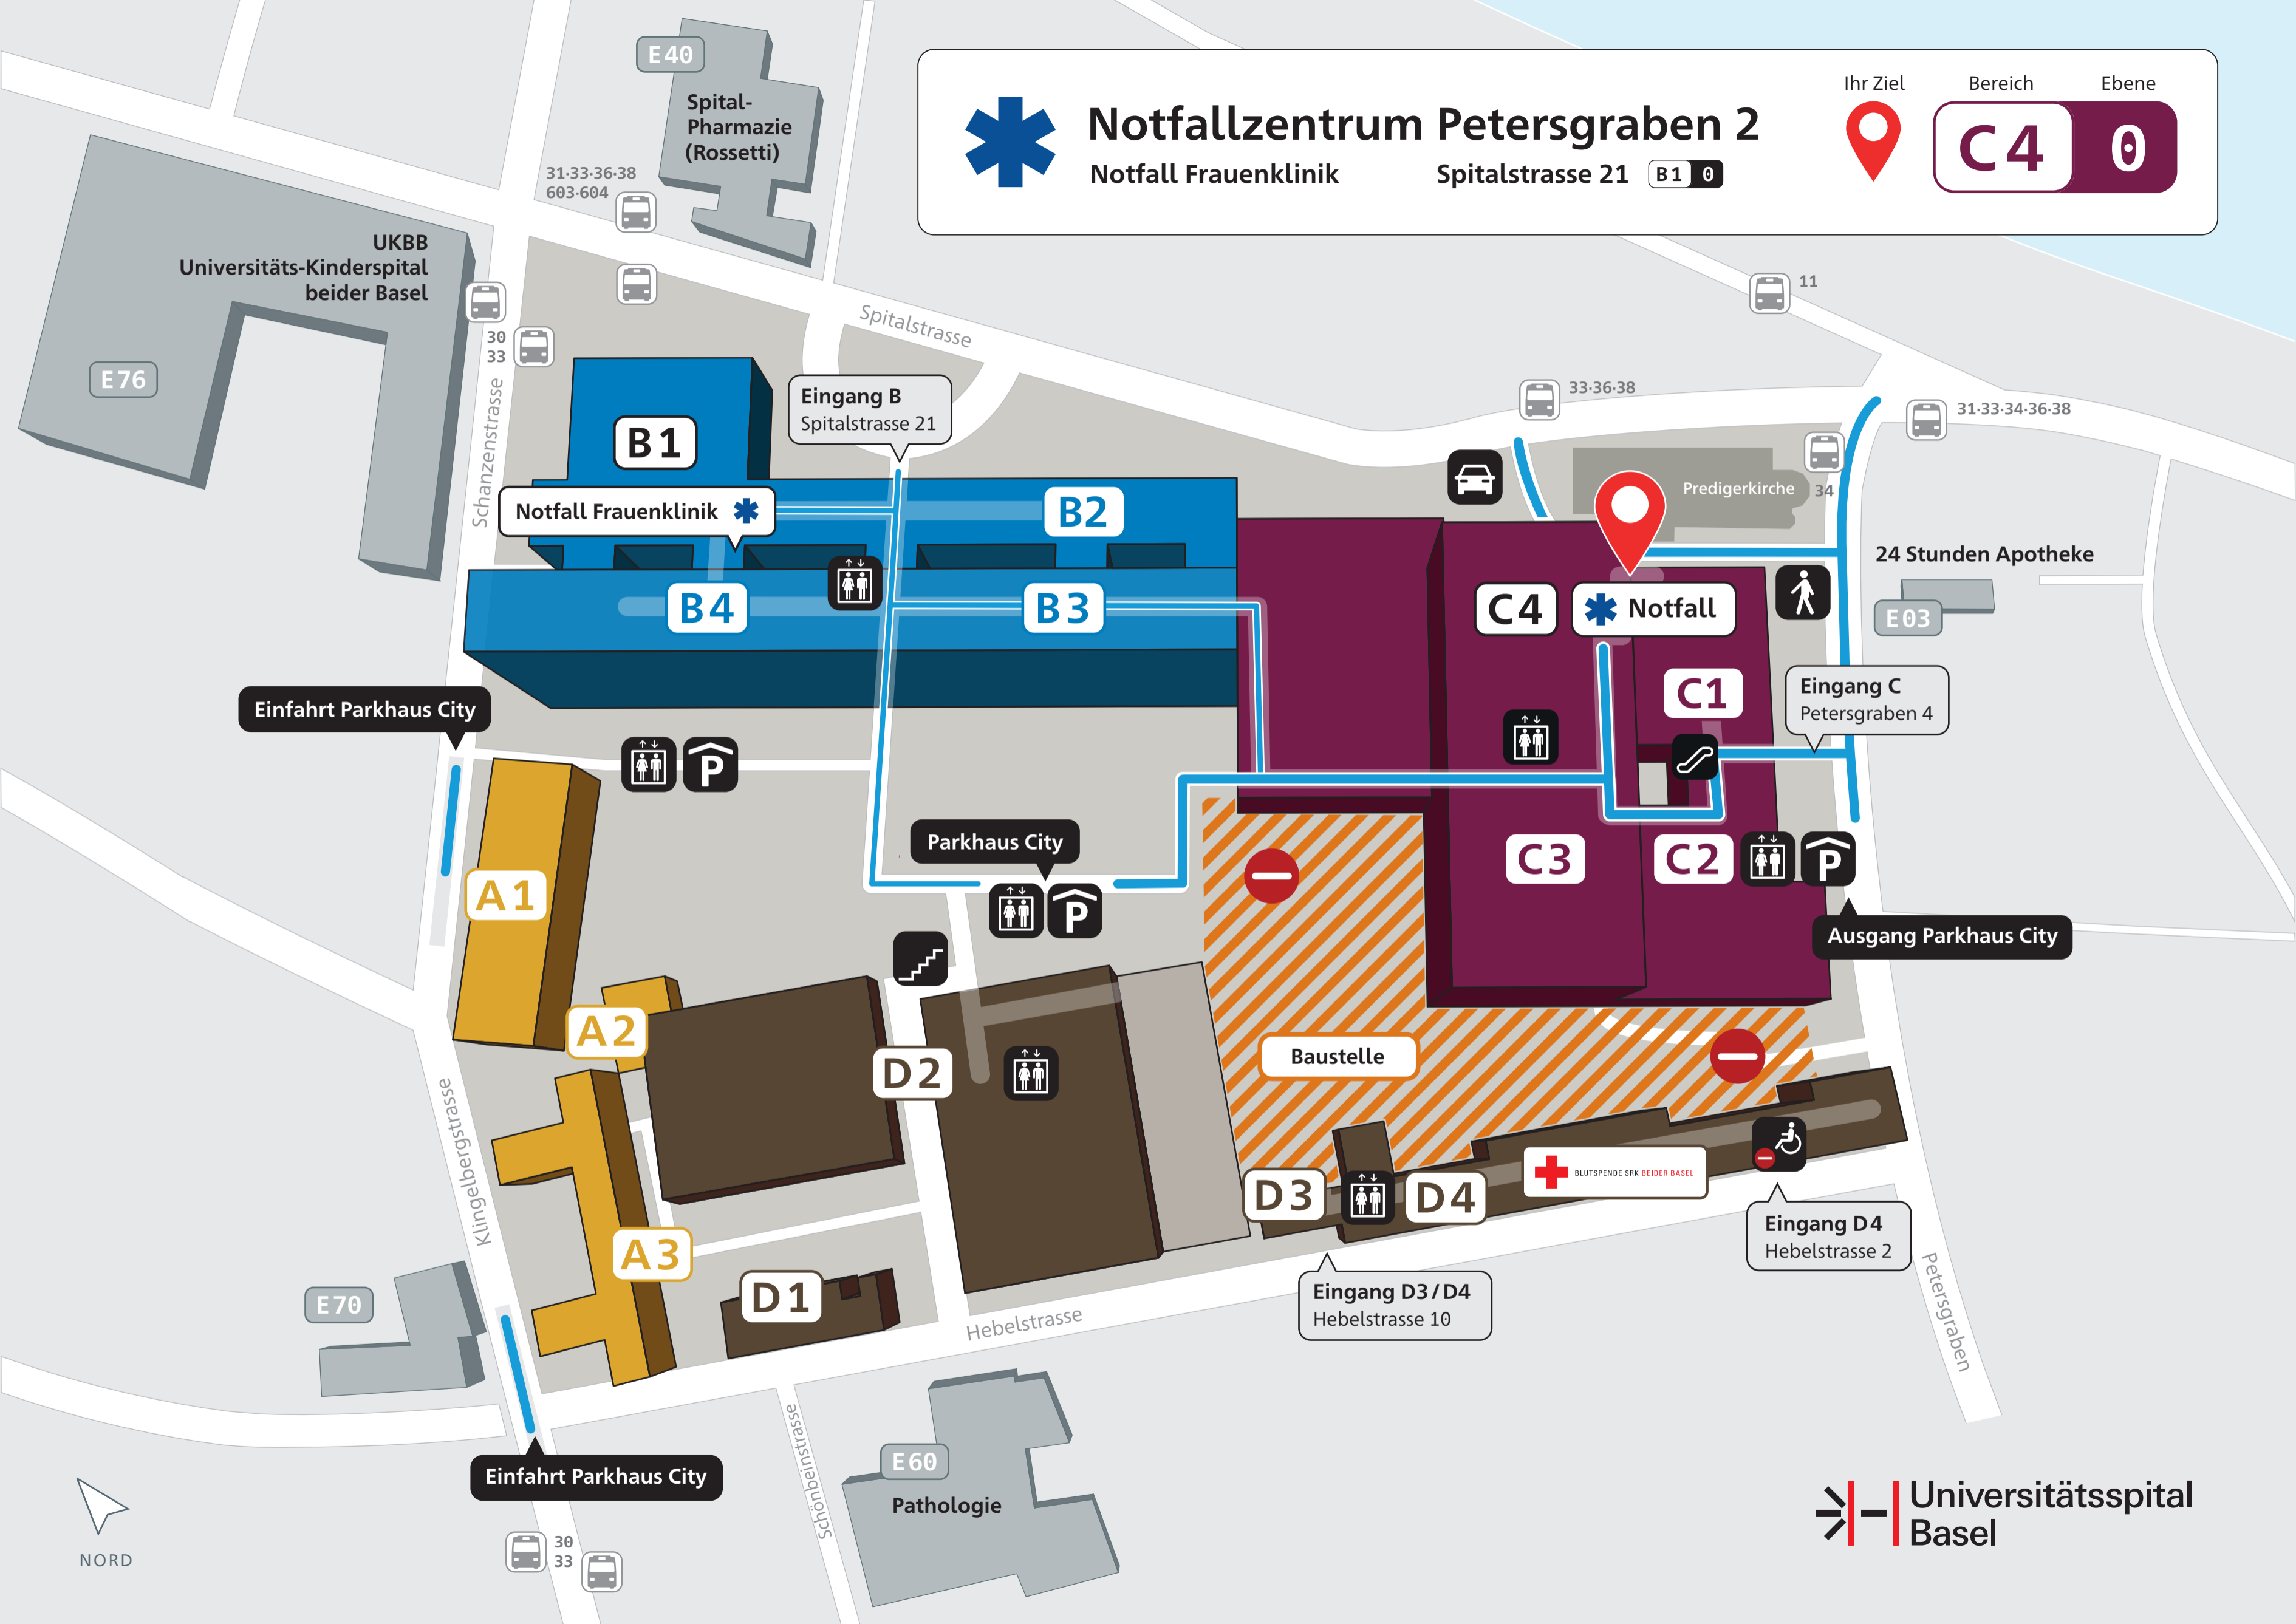 Notfallzentrum Petersgraben 2
Notfall Frauenklinik
Spitalstrasse 21
B1 0
Ihr Ziel
Bereich
Ebene
C4 0
E40
Spital-
Pharmazie
(Rossetti)
31·33·36·38
603·604
UKBB
Universitäts-Kinderspital
beider Basel
E76
30
33
Schanzenstrasse
Spitalstrasse
11
33·36·38
31·33·34·36·38
34
Predigerkirche
Eingang B
Spitalstrasse 21
B1
Notfall Frauenklinik
B2
B4
B3
C4
Notfall
24 Stunden Apotheke
E03
C1
Eingang C
Petersgraben 4
Einfahrt Parkhaus City
P
Parkhaus City
P
C3
C2
P
Ausgang Parkhaus City
A1
A2
A3
D2
D1
Baustelle
D3
D4
BLUTSPENDE SRK BEIDER BASEL
Eingang D4
Hebelstrasse 2
Eingang D3/D4
Hebelstrasse 10
Klingelbergstrasse
Hebelstrasse
Petersgraben
Schönbeinstrasse
E70
Einfahrt Parkhaus City
E60
Pathologie
30
33
NORD
Universitätsspital
Basel